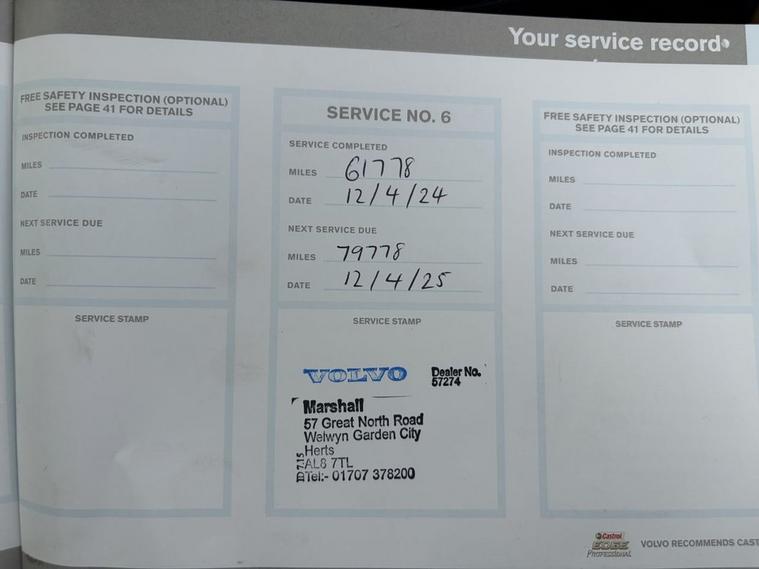 Your service record
FREE SAFETY INSPECTION (OPTIONAL)
SEE PAGE 41 FOR DETAILS
INSPECTION COMPLETED
MILES
DATE
NEXT SERVICE DUE
MILES
DATE
SERVICE STAMP
SERVICE NO. 6
SERVICE COMPLETED
MILES 61778
DATE 12/4/24
NEXT SERVICE DUE
MILES 79778
DATE 12/4/25
SERVICE STAMP
VOLVO Dealer No.
57274
Marshall
57 Great North Road
Welwyn Garden City
Herts
AL8 7TL
Tel:- 01707 378200
FREE SAFETY INSPECTION (OPTIONAL)
SEE PAGE 41 FOR DETAILS
INSPECTION COMPLETED
MILES
DATE
NEXT SERVICE DUE
MILES
DATE
SERVICE STAMP
Castrol
EDGE
PROFESSIONAL
VOLVO RECOMMENDS CAST